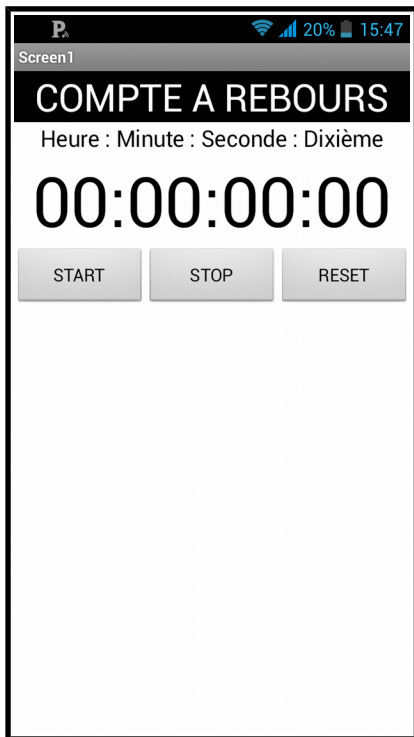 P 20% 15:47
Screen1
COMPTE A REBOURS
Heure : Minute : Seconde : Dixième
00:00:00:00
START STOP RESET